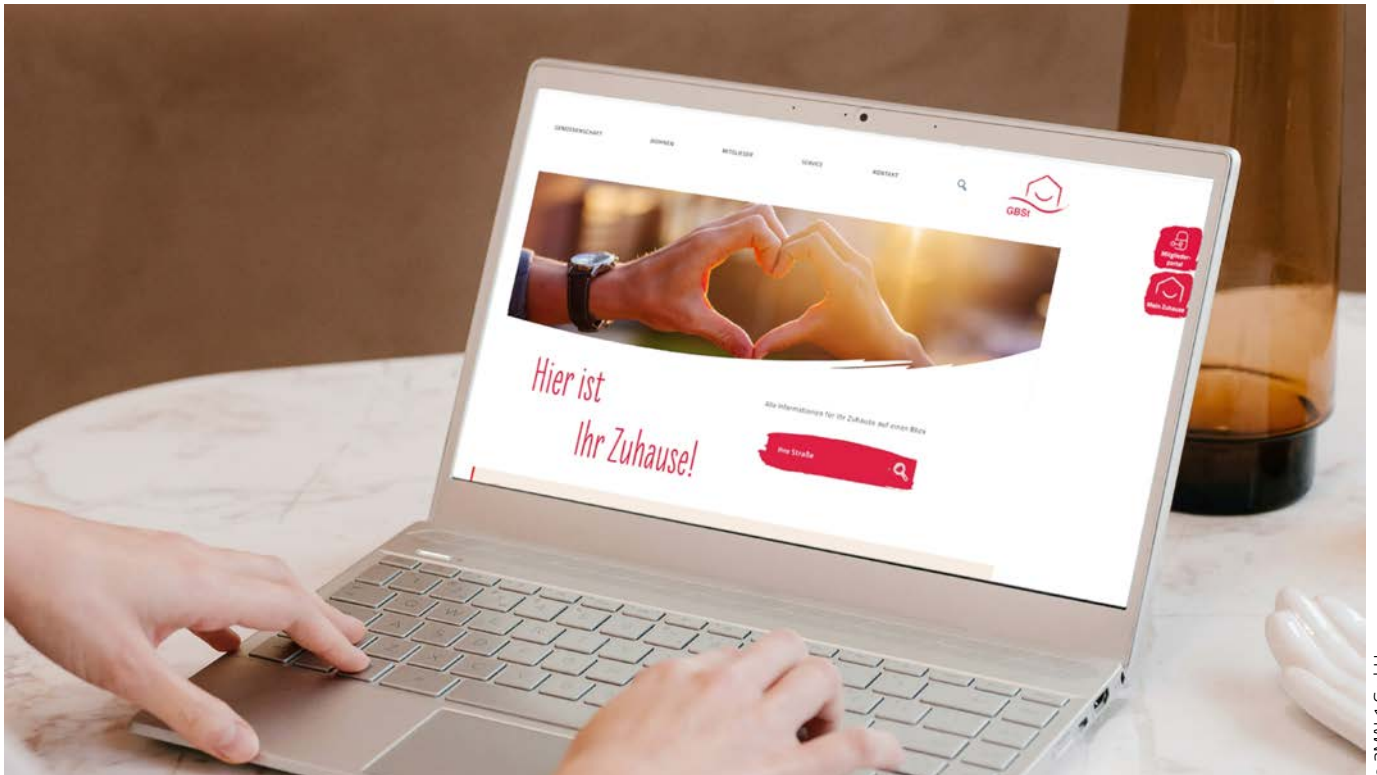 GENOSSENSCHAFT
WOHNEN
MITGLIEDER
SERVICE
KONTAKT
GBSt
Mitglieder-
portal
Mein Zuhause
Hier ist
Ihr Zuhause!
Alle Informationen für Ihr Zuhause auf einen Blick
Ihre Straße